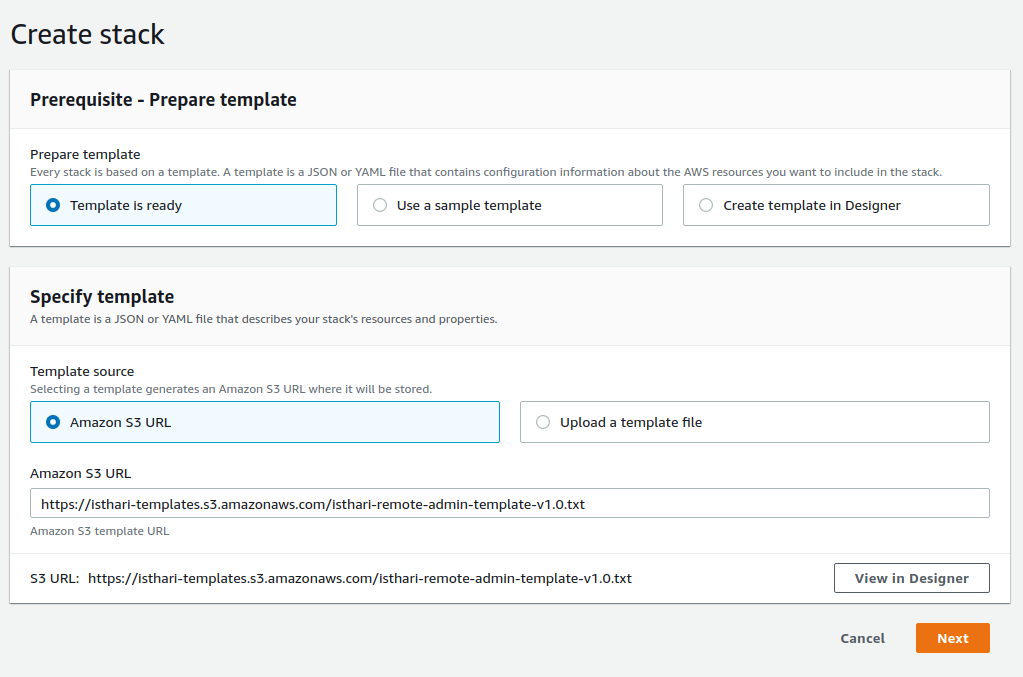 Create stack
Prerequisite - Prepare template
Prepare template
Every stack is based on a template. A template is a JSON or YAML file that contains configuration information about the AWS resources you want to include in the stack.
Template is ready
Use a sample template
Create template in Designer
Specify template
A template is a JSON or YAML file that describes your stack's resources and properties.
Template source
Selecting a template generates an Amazon S3 URL where it will be stored.
Amazon S3 URL
Upload a template file
Amazon S3 URL
https://isthari-templates.s3.amazonaws.com/isthari-remote-admin-template-v1.0.txt
Amazon S3 template URL
S3 URL: https://isthari-templates.s3.amazonaws.com/isthari-remote-admin-template-v1.0.txt
View in Designer
Cancel
Next